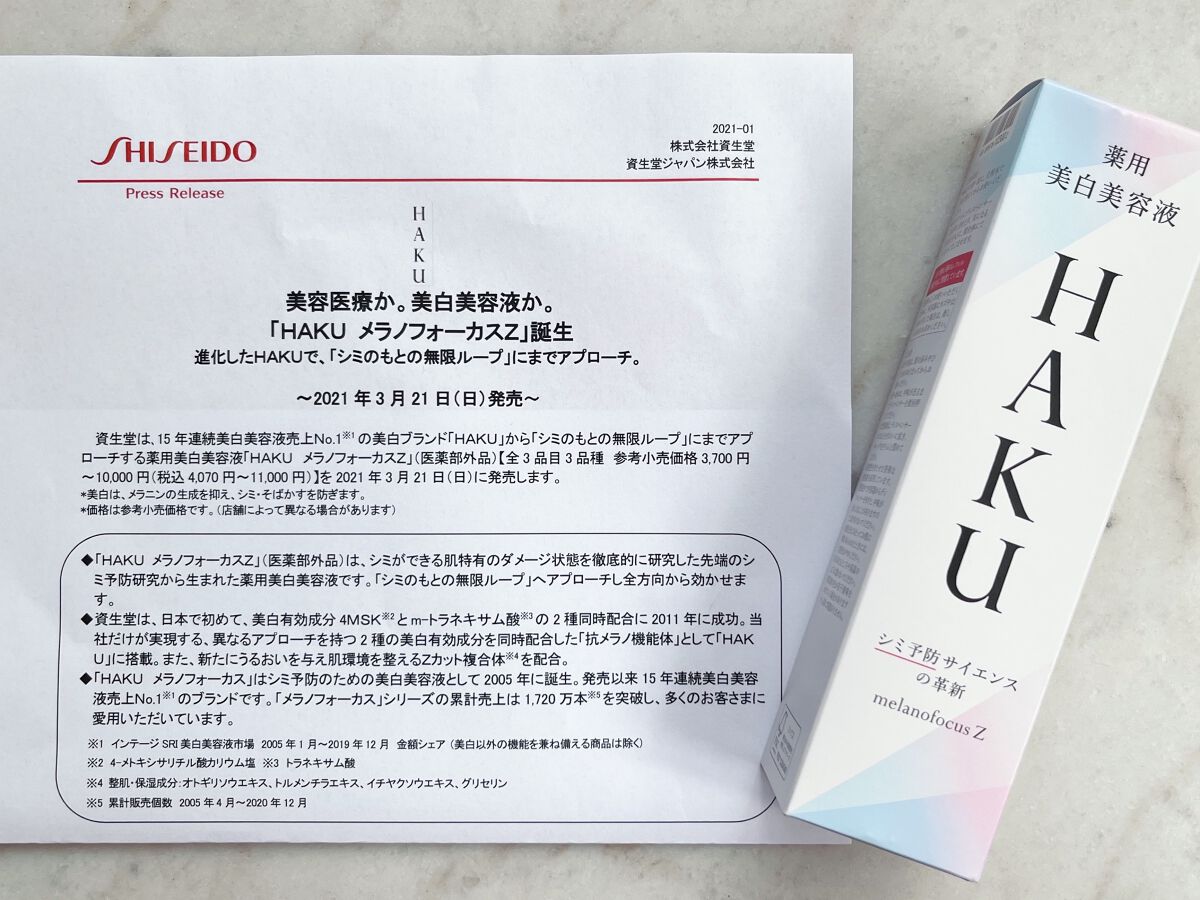 SHISEIDO
Press Release
2021-01
株式会社資生堂
資生堂ジャパン株式会社
HAKU
美容医療か。美白美容液か。
「HAKU メラノフォーカスZ」誕生
進化したHAKUで、「シミのもとの無限ループ」にまでアプローチ。
～2021年3月21日(日)発売～
資生堂は、15年連続美白美容液売上No.1※1の美白ブランド「HAKU」から「シミのもとの無限ループ」にまでアプ
ローチする薬用美白美容液「HAKU メラノフォーカスZ」(医薬部外品)【全3品目3品種 参考小売価格3,700円
～10,000円(税込4,070円～11,000円)】を2021年3月21日(日)に発売します。
*美白は、メラニンの生成を抑え、シミ・そばかすを防ぎます。
*価格は参考小売価格です。(店舗によって異なる場合があります)
◆「HAKU メラノフォーカスZ」(医薬部外品)は、シミができる肌特有のダメージ状態を徹底的に研究した先端のシ
ミ予防研究から生まれた薬用美白美容液です。「シミのもとの無限ループ」へアプローチし全方向から効かせま
す。
◆資生堂は、日本で初めて、美白有効成分4MSK※2とm-トラネキサム酸※3の2種同時配合に2011年に成功。当
社だけが実現する、異なるアプローチを持つ2種の美白有効成分を同時配合した「抗メラノ機能体」として「HAK
U」に搭載。また、新たにうるおいを与え肌環境を整えるZカット複合体※4を配合。
◆「HAKU メラノフォーカス」はシミ予防のための美白美容液として2005年に誕生。発売以来15年連続美白美容
液売上No.1※1のブランドです。「メラノフォーカス」シリーズの累計売上は1,720万本※5を突破し、多くのお客さまに
愛用いただいています。
※1 インテージSRI美白美容液市場 2005年1月～2019年12月 金額シェア (美白以外の機能を兼ね備える商品は除く)
※2 4-メトキシサリチル酸カリウム塩 ※3 トラネキサム酸
※4 整肌・保湿成分：オトギリソウエキス、トルメンチラエキス、イチヤクソウエキス、グリセリン
※5 累計販売個数 2005年4月～2020年12月
薬用
美白美容液
HAKU
シミ予防サイエンス
の革新
melanofocus Z